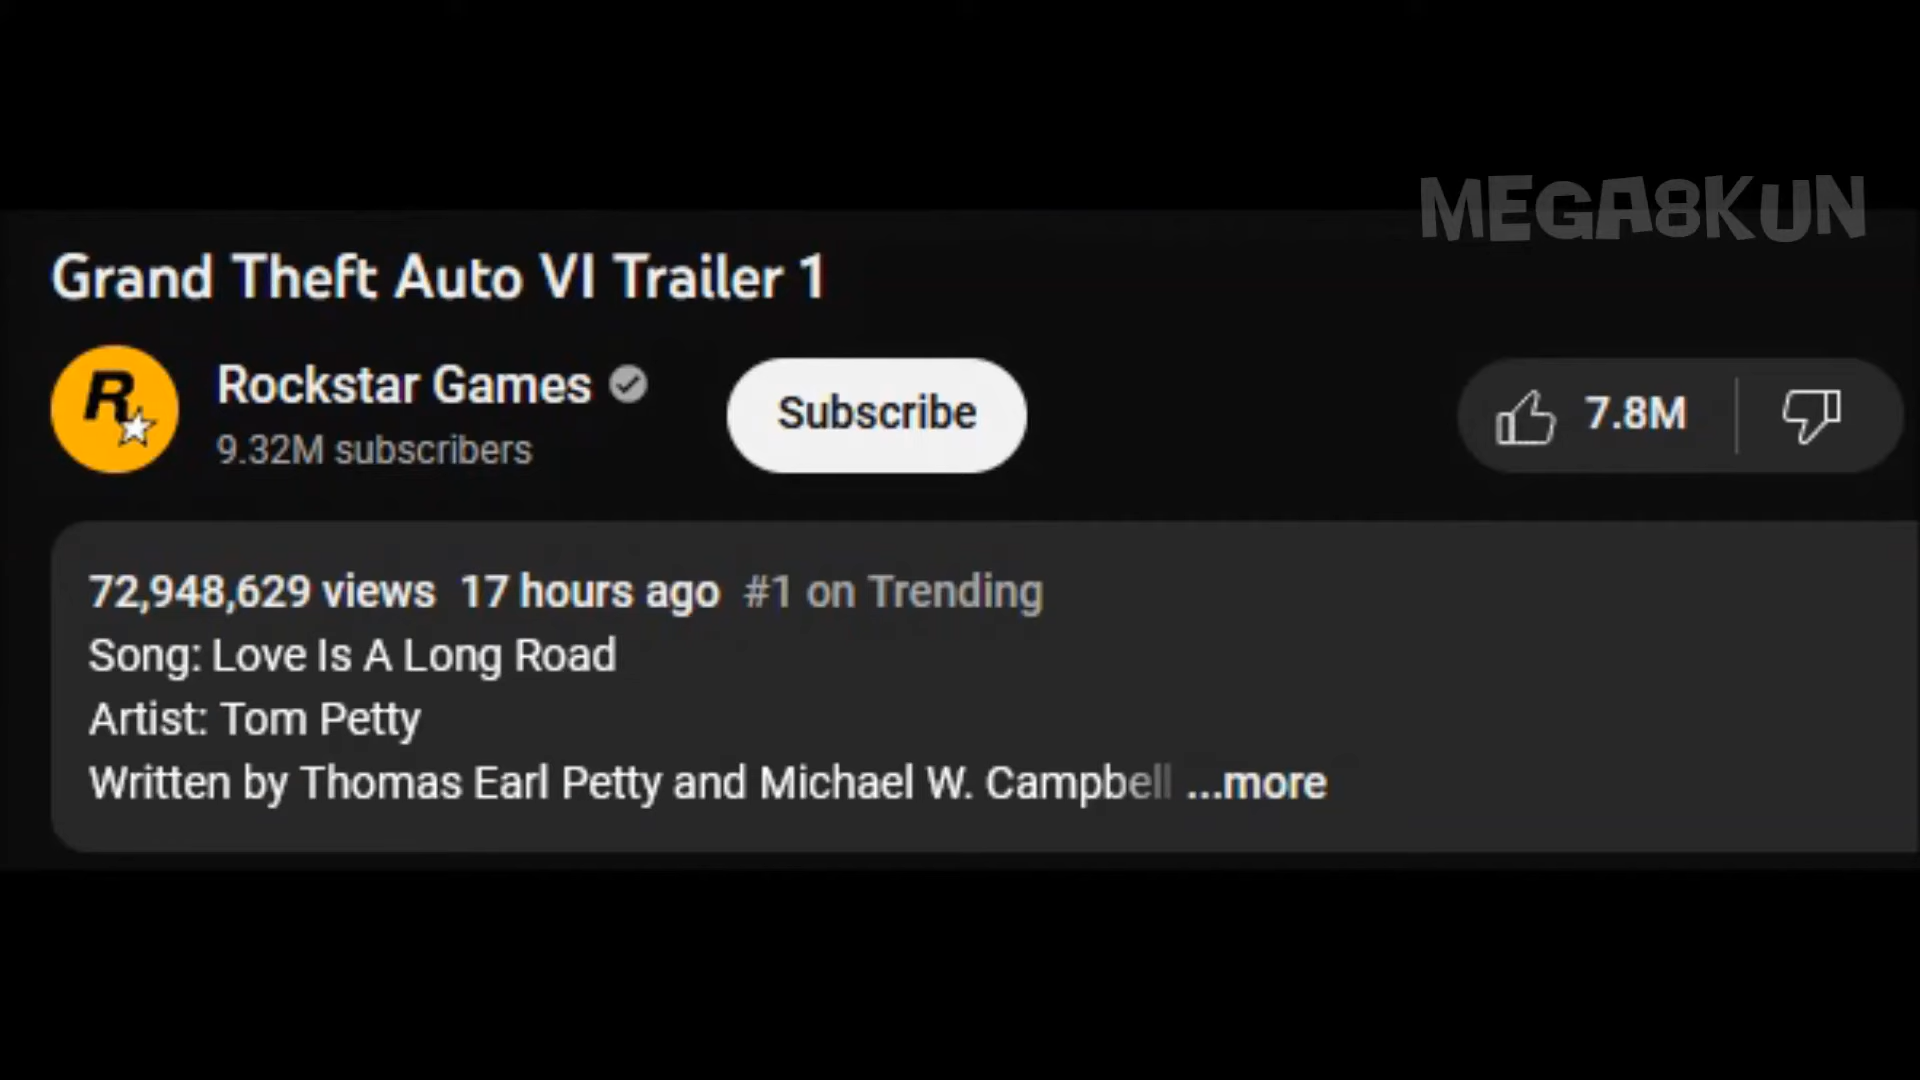 MEGA8KUN
Grand Theft Auto VI Trailer 1
R
Rockstar Games
Subscribe
7.8M
9.32M subscribers
72,948,629 views 17 hours ago #1 on Trending
Song: Love Is A Long Road
Artist: Tom Petty
Written by Thomas Earl Petty and Michael W. Campbell ...more